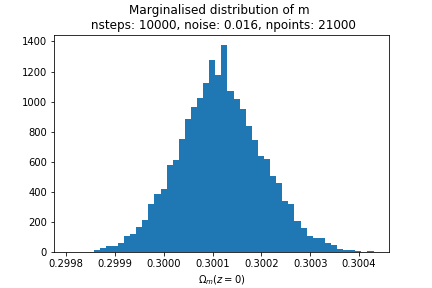 Marginalised distribution of m
nsteps: 10000, noise: 0.016, npoints: 21000
1400
1200
1000
800
600
400
200
0
0.2998 0.2999 0.3000 0.3001 0.3002 0.3003 0.3004
Ωm(z = 0)